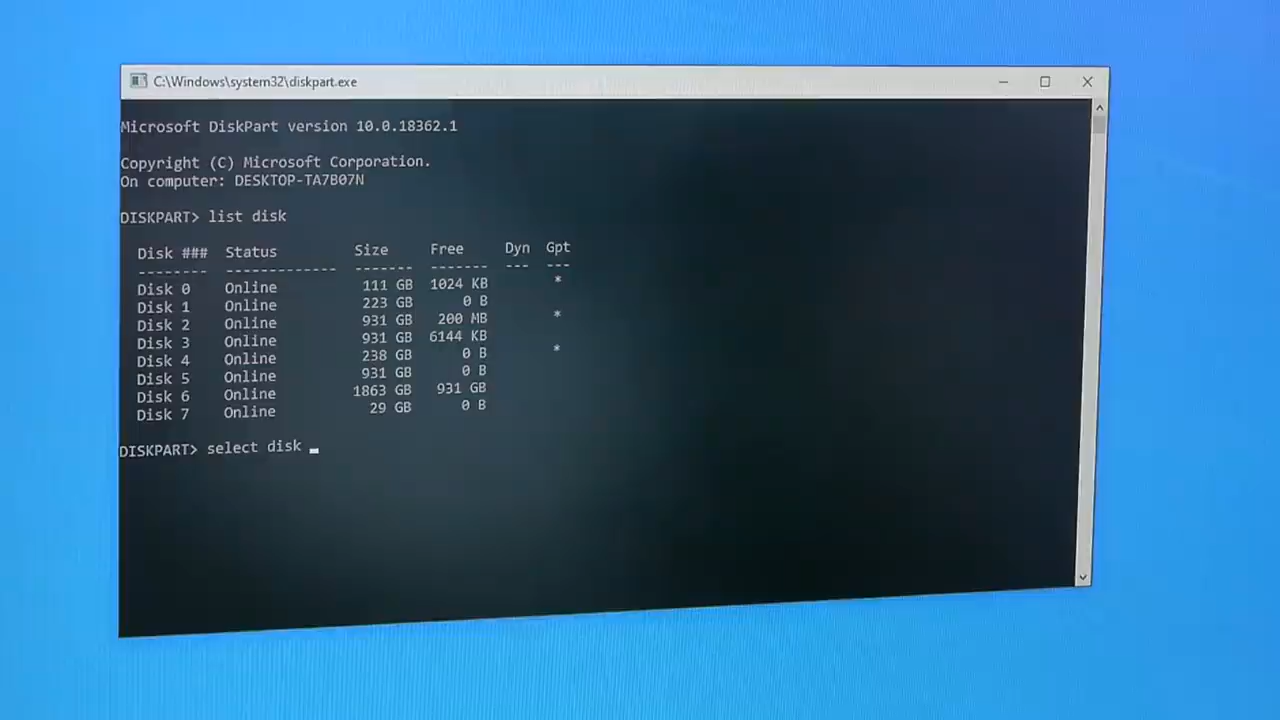 C:\Windows\system32\diskpart.exe
Microsoft DiskPart version 10.0.18362.1
Copyright (C) Microsoft Corporation.
On computer: DESKTOP-TA7B07N
DISKPART> list disk
Disk ### Status Size Free Dyn Gpt
-------- ------------- ------- ------- --- ---
Disk 0 Online 111 GB 1024 KB *
Disk 1 Online 223 GB 0 B
Disk 2 Online 931 GB 200 MB *
Disk 3 Online 931 GB 6144 KB
Disk 4 Online 238 GB 0 B *
Disk 5 Online 931 GB 0 B
Disk 6 Online 1863 GB 931 GB
Disk 7 Online 29 GB 0 B
DISKPART> select disk